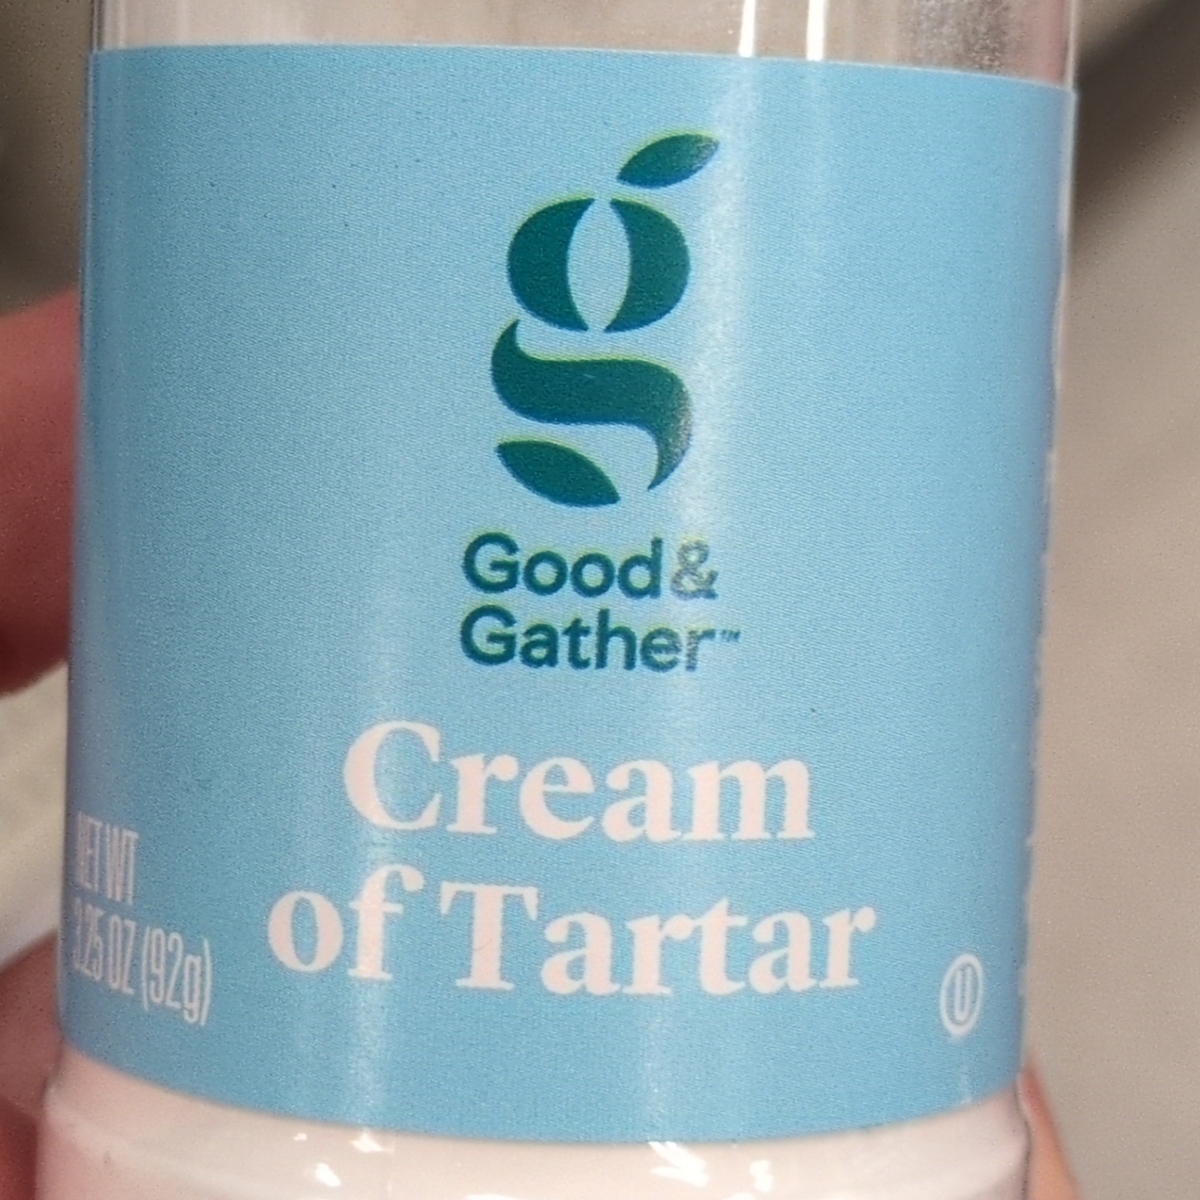 Good &
Gather™
Cream
of Tartar
NET WT
3.25 OZ (92g)
U